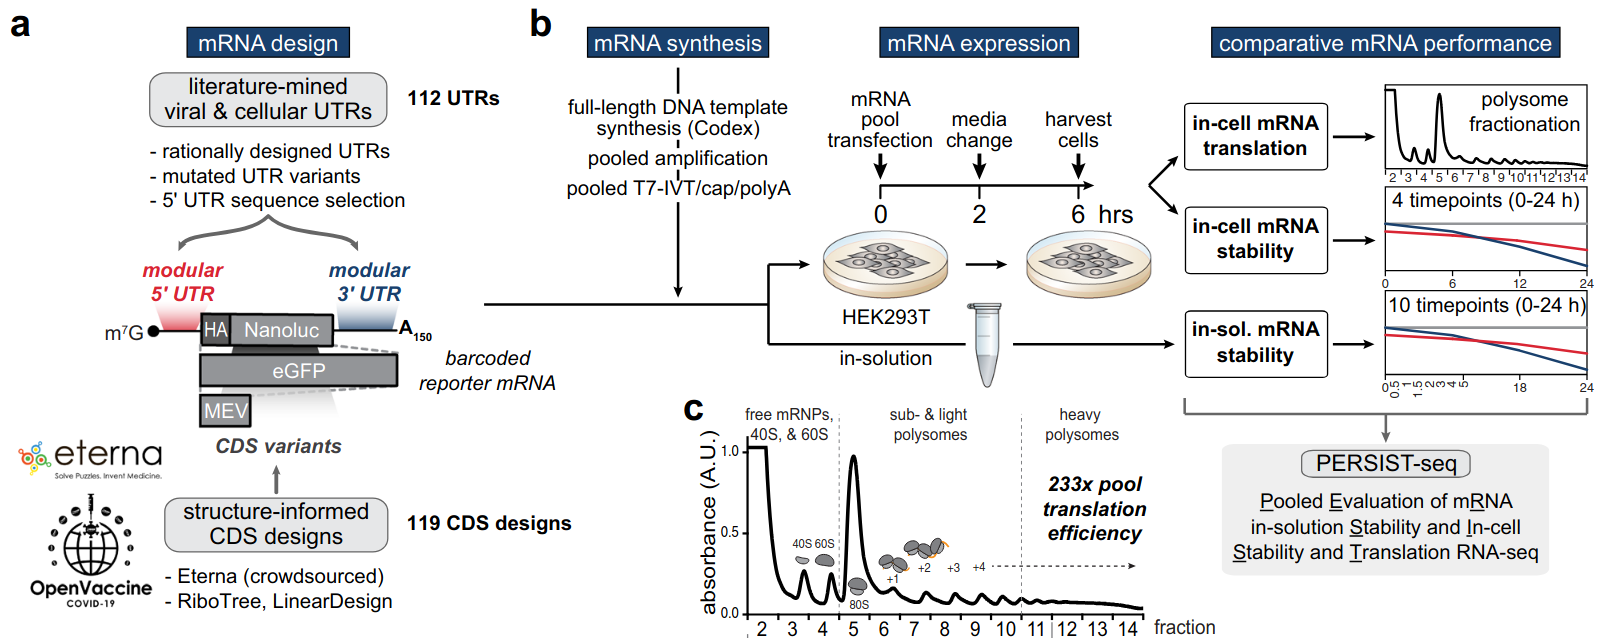 a
mRNA design
literature-mined
viral & cellular UTRs
112 UTRs
- rationally designed UTRs
- mutated UTR variants
- 5' UTR sequence selection
modular
5' UTR
modular
3' UTR
m⁷G
HA
Nanoluc
A₁₅₀
eGFP
MEV
barcoded
reporter mRNA
CDS variants
eterna
Solve Puzzles. Invent Medicine.
OpenVaccine
COVID-19
structure-informed
CDS designs
119 CDS designs
- Eterna (crowdsourced)
- RiboTree, LinearDesign
b
mRNA synthesis
full-length DNA template
synthesis (Codex)
pooled amplification
pooled T7-IVT/cap/polyA
mRNA expression
mRNA
pool
transfection
media
change
harvest
cells
0 2 6 hrs
HEK293T
in-solution
comparative mRNA performance
in-cell mRNA
translation
polysome
fractionation
2 3 4 5 6 7 8 9 10 11 12 13 14
in-cell mRNA
stability
4 timepoints (0-24 h)
0 6 12 24
in-sol. mRNA
stability
10 timepoints (0-24 h)
0 0.5 1 1.5 2 3 4 5 18 24
PERSIST-seq
Pooled Evaluation of mRNA
in-solution Stability and In-cell
Stability and Translation RNA-seq
c
free mRNPs,
40S, & 60S
sub- & light
polysomes
heavy
polysomes
absorbance (A.U.)
1.0
0.5
0.0
40S 60S
80S
+1
+2
+3
+4
233x pool
translation
efficiency
2 3 4 5 6 7 8 9 10 11 12 13 14
fraction